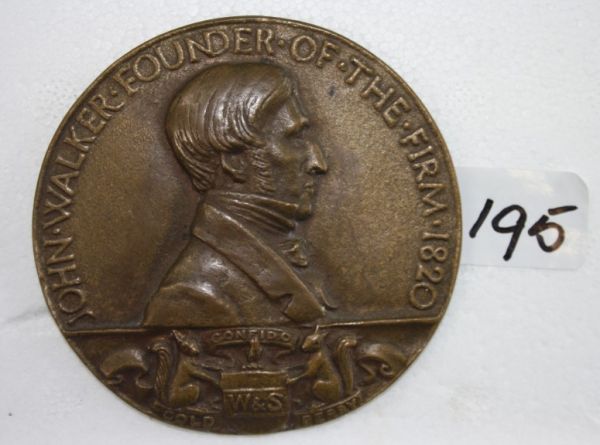 JOHN·WALKER·FOUNDER·OF·THE·FIRM·1820
CONFIDO
W&S
195